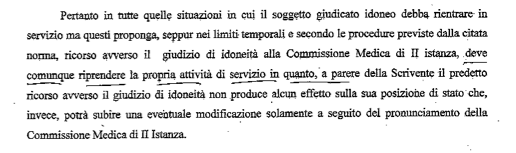 Pertanto in tutte quelle situazioni in cui il soggetto giudicato idoneo debba rientrare in
servizio ma questi proponga, seppur nei limiti temporali e secondo le procedure previste dalla citata
norma, ricorso avverso il giudizio di idoneità alla Commissione Medica di II istanza, deve
comunque riprendere la propria attività di servizio in quanto, a parere della Scrivente il predetto
ricorso avverso il giudizio di idoneità non produce alcun effetto sulla sua posizione di stato che,
invece, potrà subire una eventuale modificazione solamente a seguito del pronunciamento della
Commissione Medica di II Istanza.